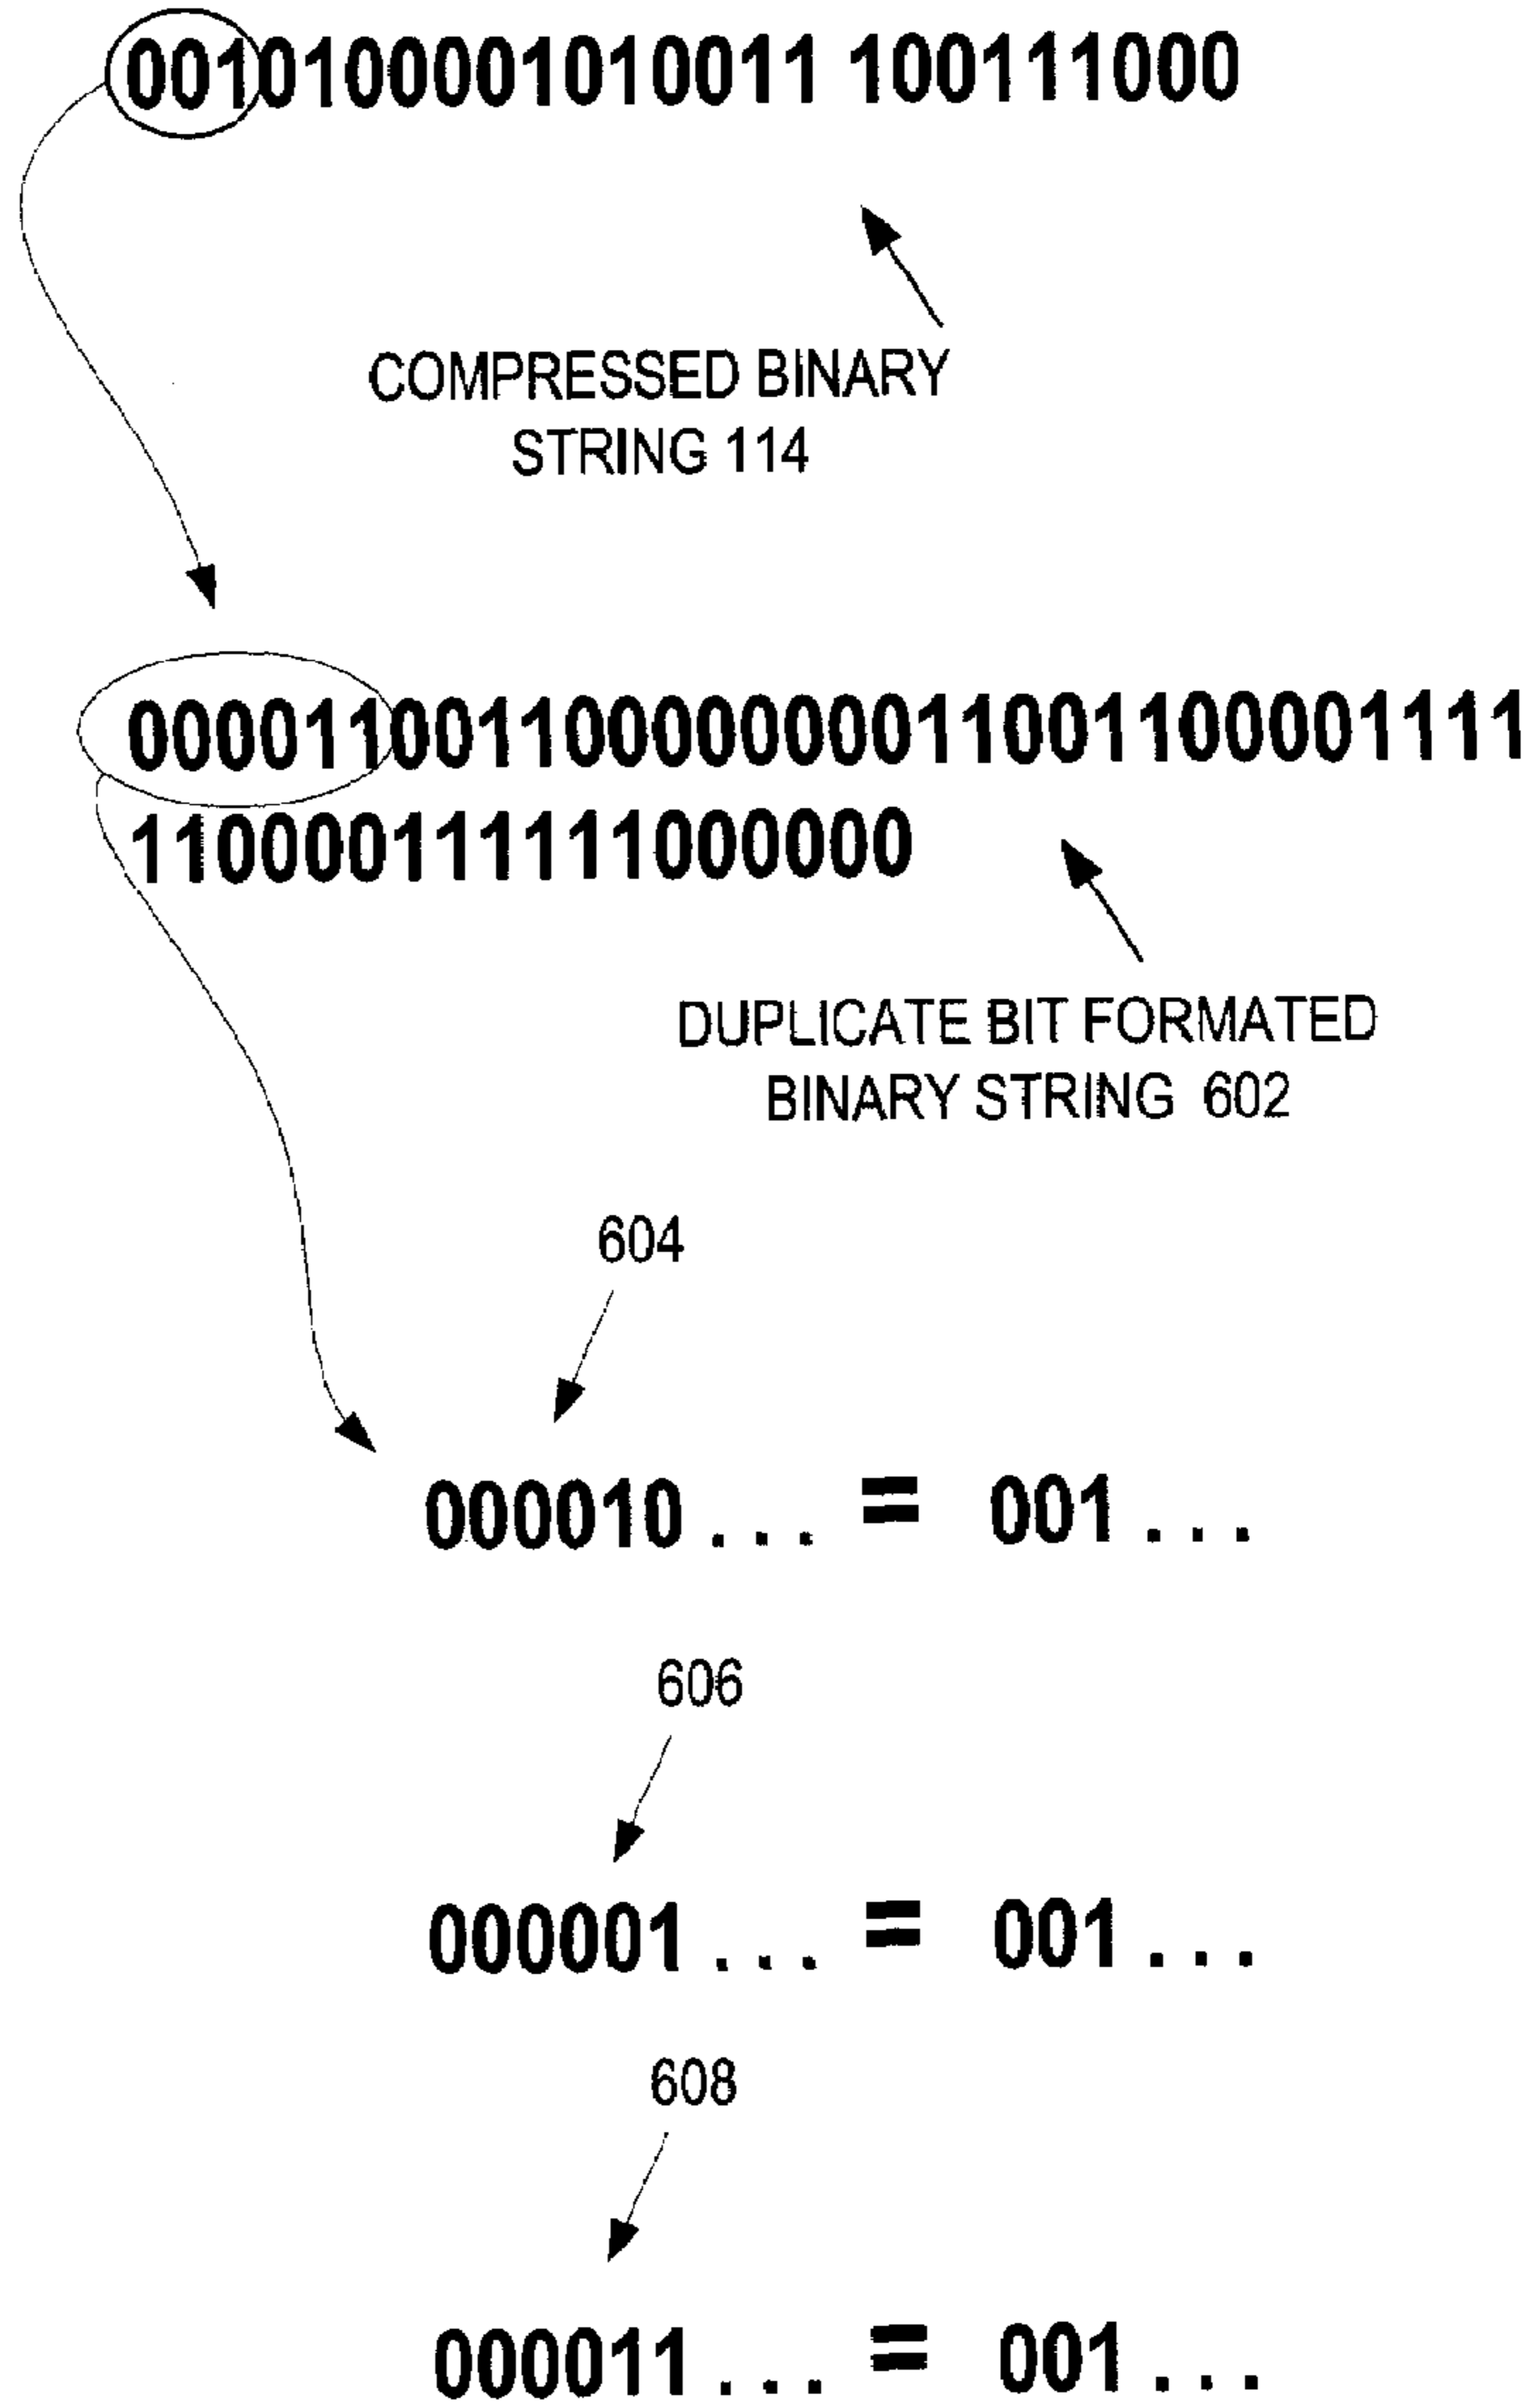 0010100001010011 100111000
COMPRESSED BINARY
STRING 114
00001100110000000011001100001111
110000111111000000
DUPLICATE BIT FORMATED
BINARY STRING 602
604
000010... = 001...
606
000001... = 001...
608
000011... = 001...